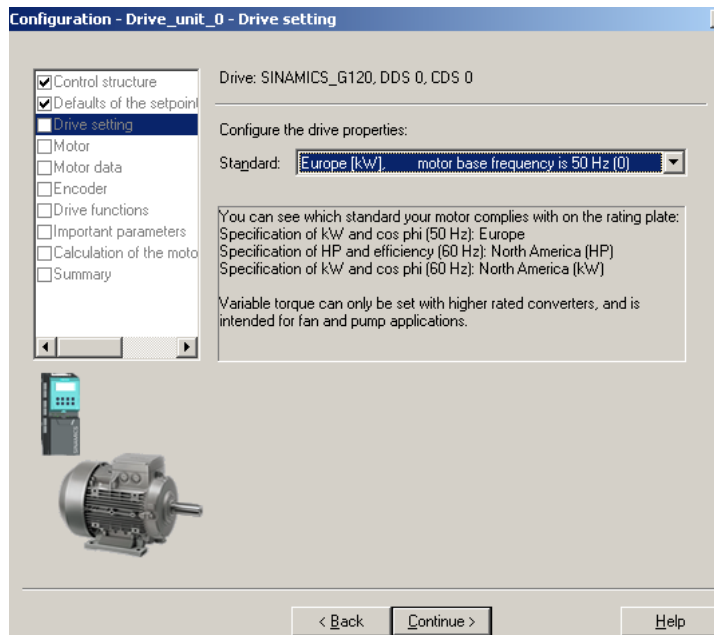 Configuration - Drive_unit_0 - Drive setting
Control structure
Defaults of the setpoint
Drive setting
Motor
Motor data
Encoder
Drive functions
Important parameters
Calculation of the moto
Summary
Drive: SINAMICS_G120, DDS 0, CDS 0
Configure the drive properties:
Standard: Europe [kW], motor base frequency is 50 Hz (0)
You can see which standard your motor complies with on the rating plate:
Specification of kW and cos phi (50 Hz): Europe
Specification of HP and efficiency (60 Hz): North America (HP)
Specification of kW and cos phi (60 Hz): North America (kW)
Variable torque can only be set with higher rated converters, and is
intended for fan and pump applications.
SINAMICS
< Back Continue > Help